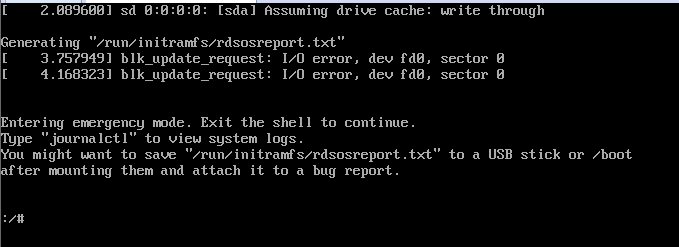 [    2.089600] sd 0:0:0:0: [sda] Assuming drive cache: write through
Generating "/run/initramfs/rdsosreport.txt"
[    3.757949] blk_update_request: I/O error, dev fd0, sector 0
[    4.168323] blk_update_request: I/O error, dev fd0, sector 0
Entering emergency mode. Exit the shell to continue.
Type "journalctl" to view system logs.
You might want to save "/run/initramfs/rdsosreport.txt" to a USB stick or /boot
after mounting them and attach it to a bug report.
:/#